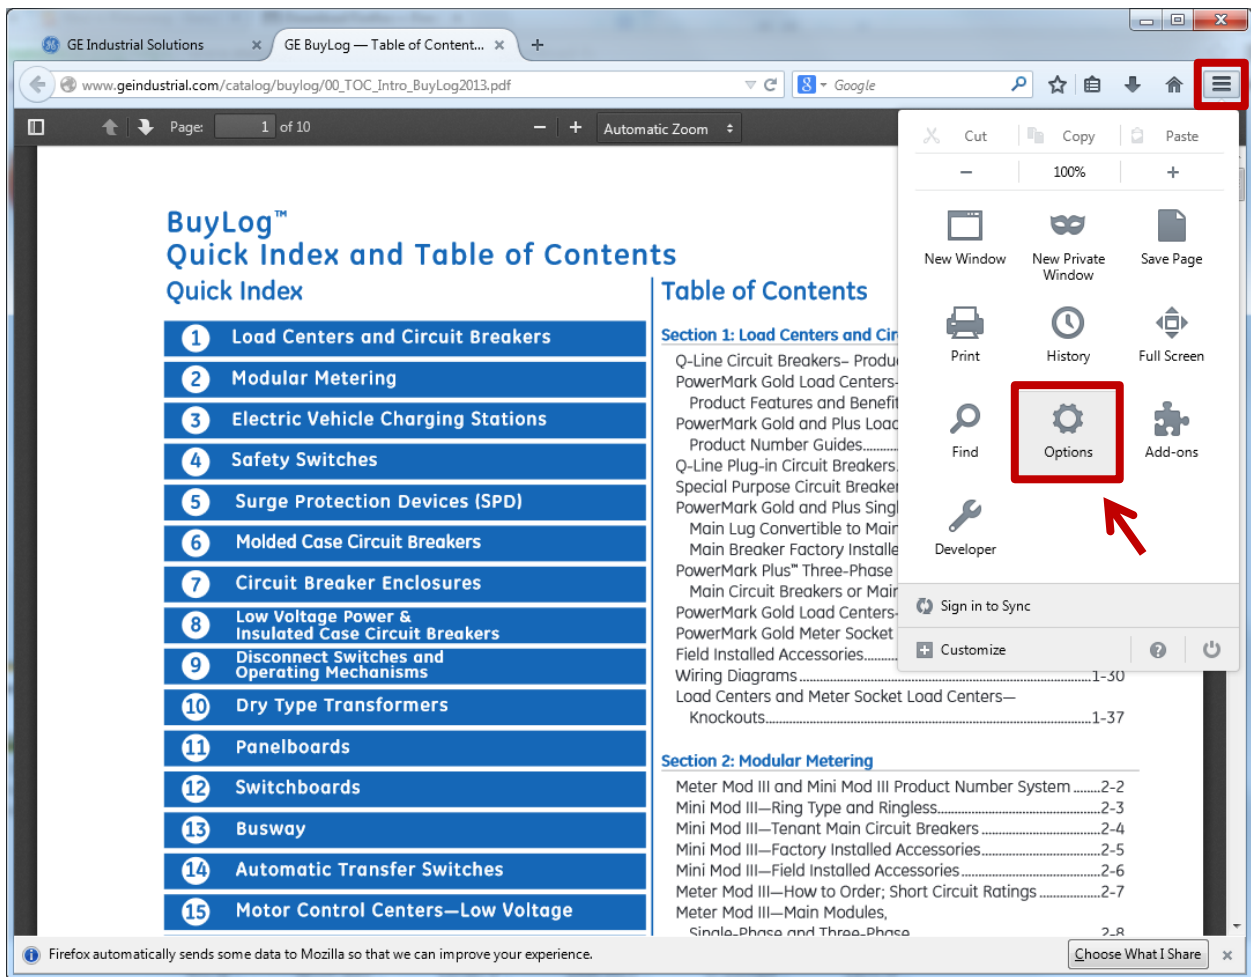 GE Industrial Solutions
GE BuyLog — Table of Content...
www.geindustrial.com/catalog/buylog/00_TOC_Intro_BuyLog2013.pdf
Google
Page: 1 of 10
Automatic Zoom
Cut Copy Paste
100%
New Window
New Private
Window
Save Page
Print
History
Full Screen
Find
Options
Add-ons
Developer
Sign in to Sync
Customize
BuyLog™
Quick Index and Table of Contents
Quick Index
1 Load Centers and Circuit Breakers
2 Modular Metering
3 Electric Vehicle Charging Stations
4 Safety Switches
5 Surge Protection Devices (SPD)
6 Molded Case Circuit Breakers
7 Circuit Breaker Enclosures
8 Low Voltage Power &
Insulated Case Circuit Breakers
9 Disconnect Switches and
Operating Mechanisms
10 Dry Type Transformers
11 Panelboards
12 Switchboards
13 Busway
14 Automatic Transfer Switches
15 Motor Control Centers—Low Voltage
Table of Contents
Section 1: Load Centers and Cir
Q-Line Circuit Breakers– Produ
PowerMark Gold Load Centers-
Product Features and Benefit
PowerMark Gold and Plus Load
Product Number Guides
Q-Line Plug-in Circuit Breakers
Special Purpose Circuit Breaker
PowerMark Gold and Plus Singl
Main Lug Convertible to Main
Main Breaker Factory Installe
PowerMark Plus™ Three-Phase
Main Circuit Breakers or Main
PowerMark Gold Load Centers-
PowerMark Gold Meter Socket
Field Installed Accessories
Wiring Diagrams 1-30
Load Centers and Meter Socket Load Centers—
Knockouts 1-37
Section 2: Modular Metering
Meter Mod III and Mini Mod III Product Number System 2-2
Mini Mod III—Ring Type and Ringless 2-3
Mini Mod III—Tenant Main Circuit Breakers 2-4
Mini Mod III—Factory Installed Accessories 2-5
Mini Mod III—Field Installed Accessories 2-6
Meter Mod III—How to Order; Short Circuit Ratings 2-7
Meter Mod III—Main Modules,
Single-Phase and Three-Phase 2-8
Firefox automatically sends some data to Mozilla so that we can improve your experience.
Choose What I Share